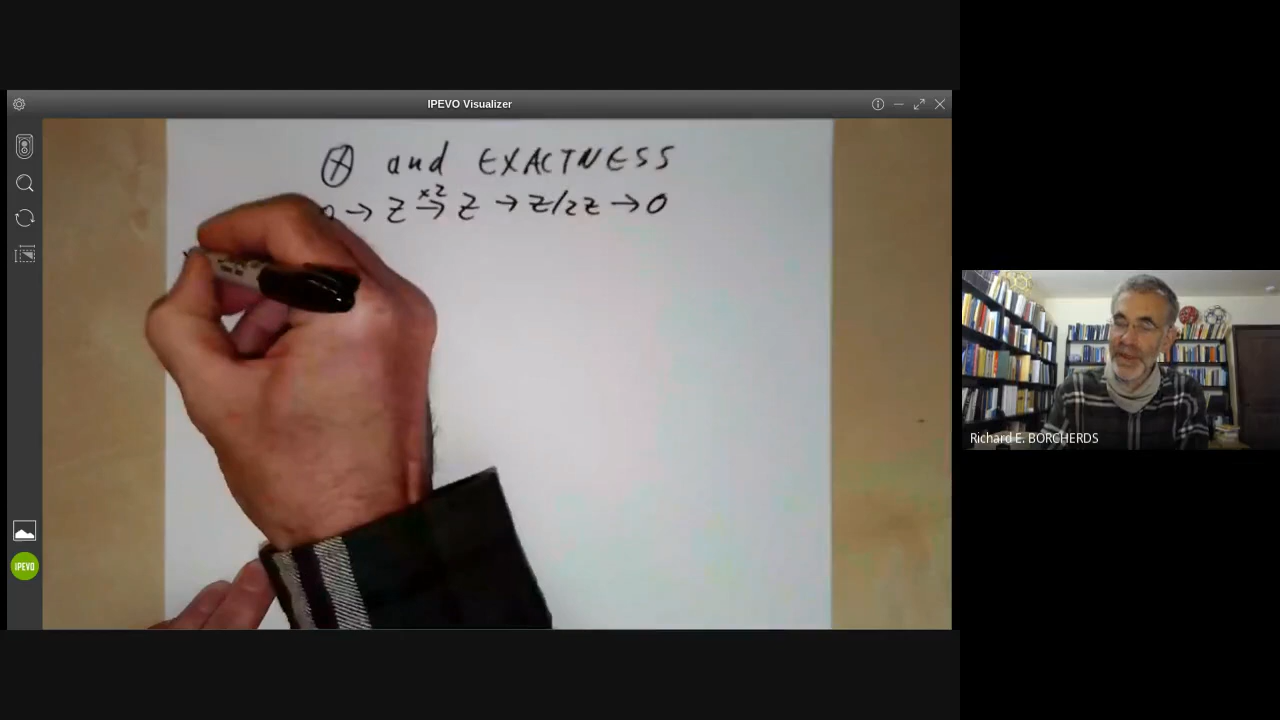 IPEVO Visualizer
⊗ and EXACTNESS
0 → Z ×2→ Z → Z/2Z → 0
IPEVO
Richard E. BORCHERDS